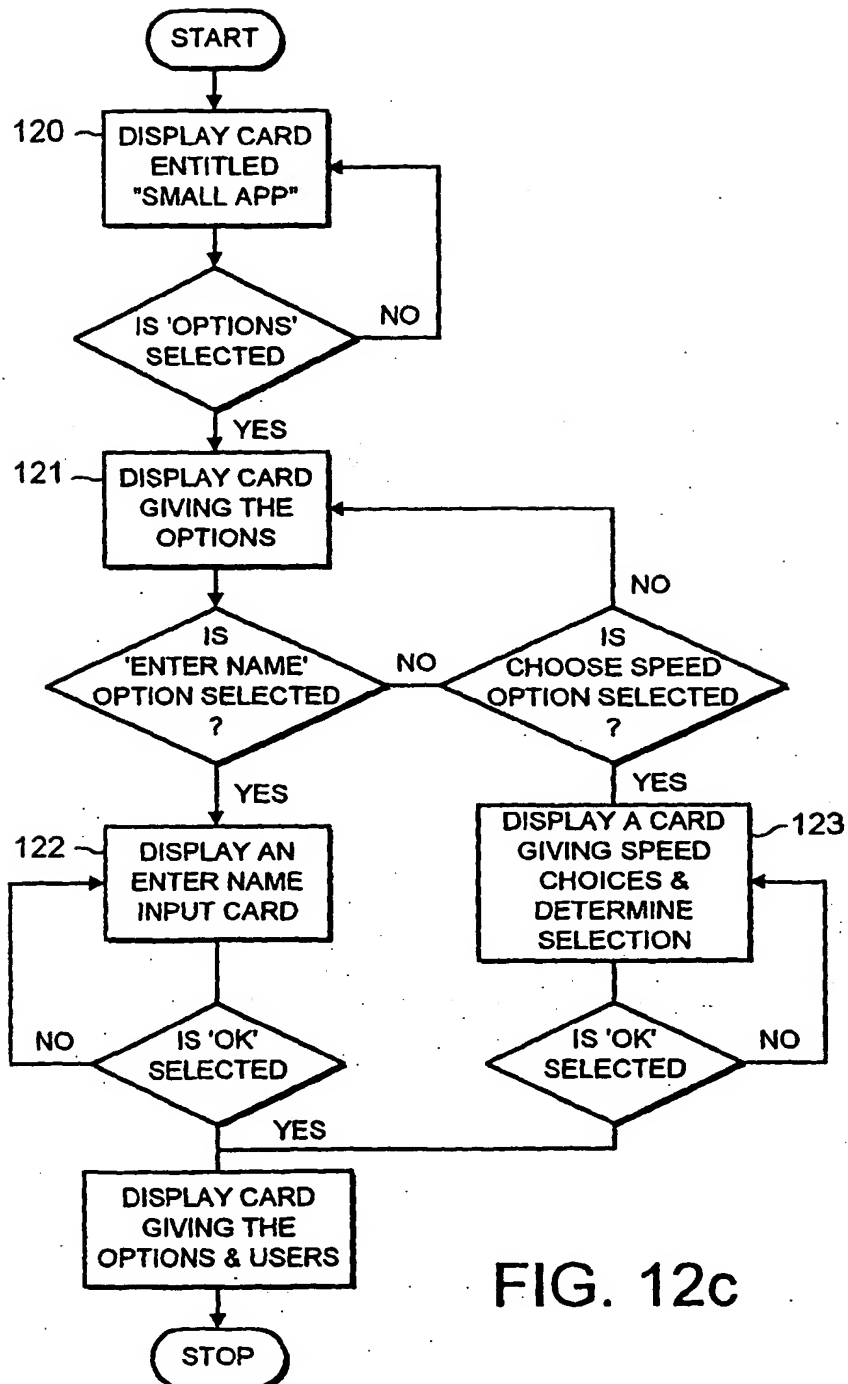 START
120
DISPLAY CARD
ENTITLED
"SMALL APP"
IS 'OPTIONS'
SELECTED
NO
YES
121
DISPLAY CARD
GIVING THE
OPTIONS
NO
IS
'ENTER NAME'
OPTION SELECTED
?
NO
IS
CHOOSE SPEED
OPTION SELECTED
?
YES
YES
122
DISPLAY AN
ENTER NAME
INPUT CARD
DISPLAY A CARD
GIVING SPEED
CHOICES &
DETERMINE
SELECTION
123
NO
IS 'OK'
SELECTED
IS 'OK'
SELECTED
NO
YES
DISPLAY CARD
GIVING THE
OPTIONS & USERS
STOP
FIG. 12c